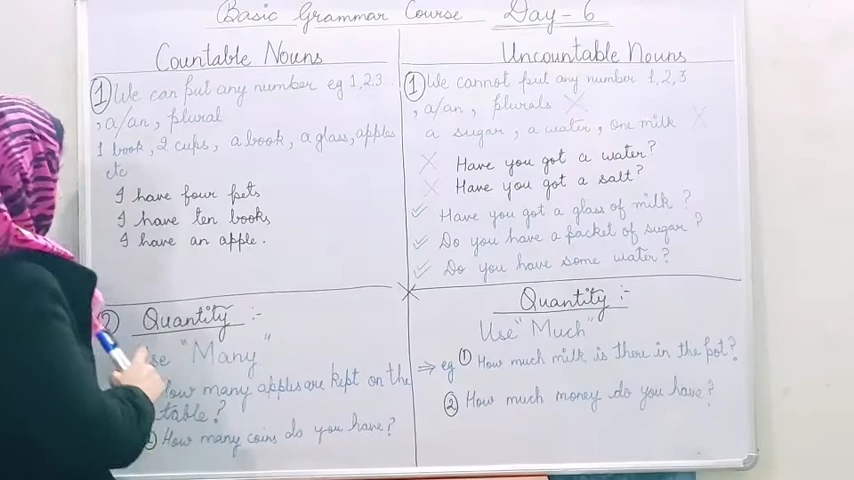 Basic Grammar Course Day - 6
Countable Nouns
① We can put any number eg 1,2,3 ..
, a/an, plural
1 book, 2 cups, a book, a glass, apples
etc
I have four pets
I have ten books
I have an apple.
② Quantity :-
"Many"
How many apples are kept on the
table?
How many coins do you have?
Uncountable Nouns
① We cannot put any number 1,2,3
, a/an, plurals X
a sugar, a water, one milk X
X Have you got a water?
X Have you got a salt?
✓ Have you got a glass of milk ?
✓ Do you have a packet of sugar ?
✓ Do you have some water?
Quantity :-
Use "Much"
⇒ eg ① How much milk is there in the pot?
② How much money do you have?